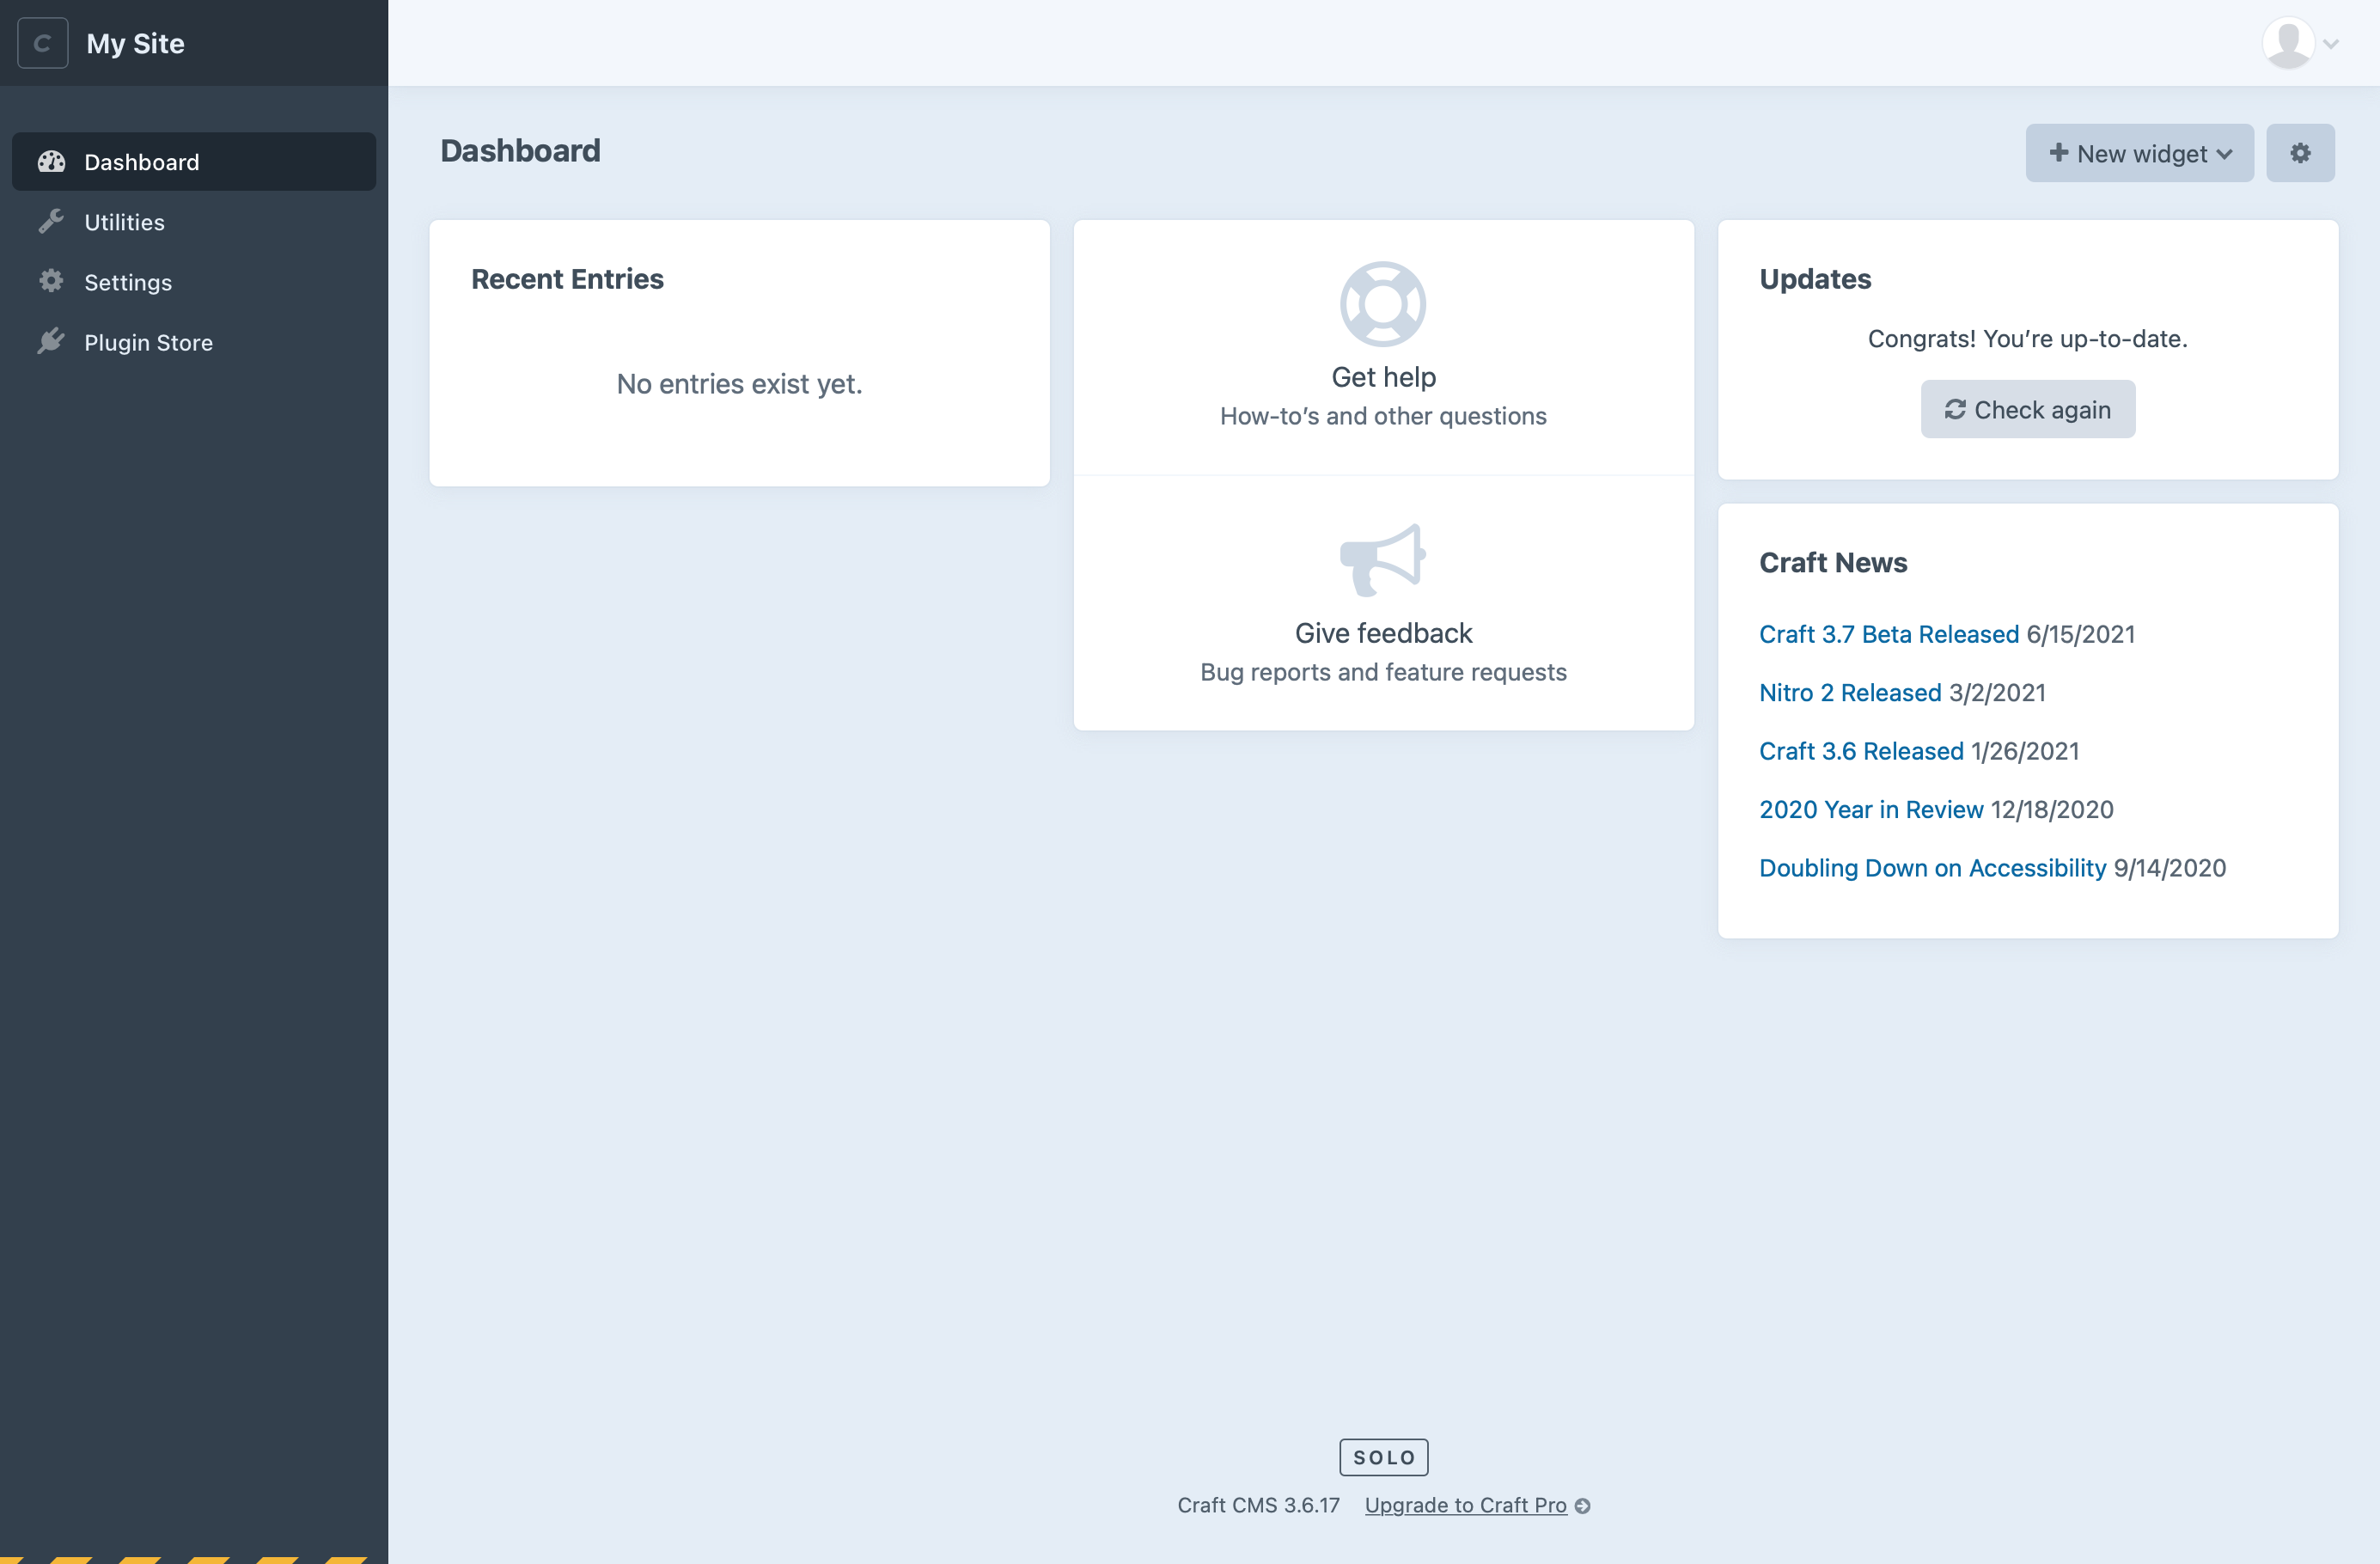 C
My Site
Dashboard
Utilities
Settings
Plugin Store
Dashboard
New widget
Recent Entries
No entries exist yet.
Get help
How-to’s and other questions
Give feedback
Bug reports and feature requests
Updates
Congrats! You’re up-to-date.
Check again
Craft News
Craft 3.7 Beta Released 6/15/2021
Nitro 2 Released 3/2/2021
Craft 3.6 Released 1/26/2021
2020 Year in Review 12/18/2020
Doubling Down on Accessibility 9/14/2020
SOLO
Craft CMS 3.6.17 Upgrade to Craft Pro